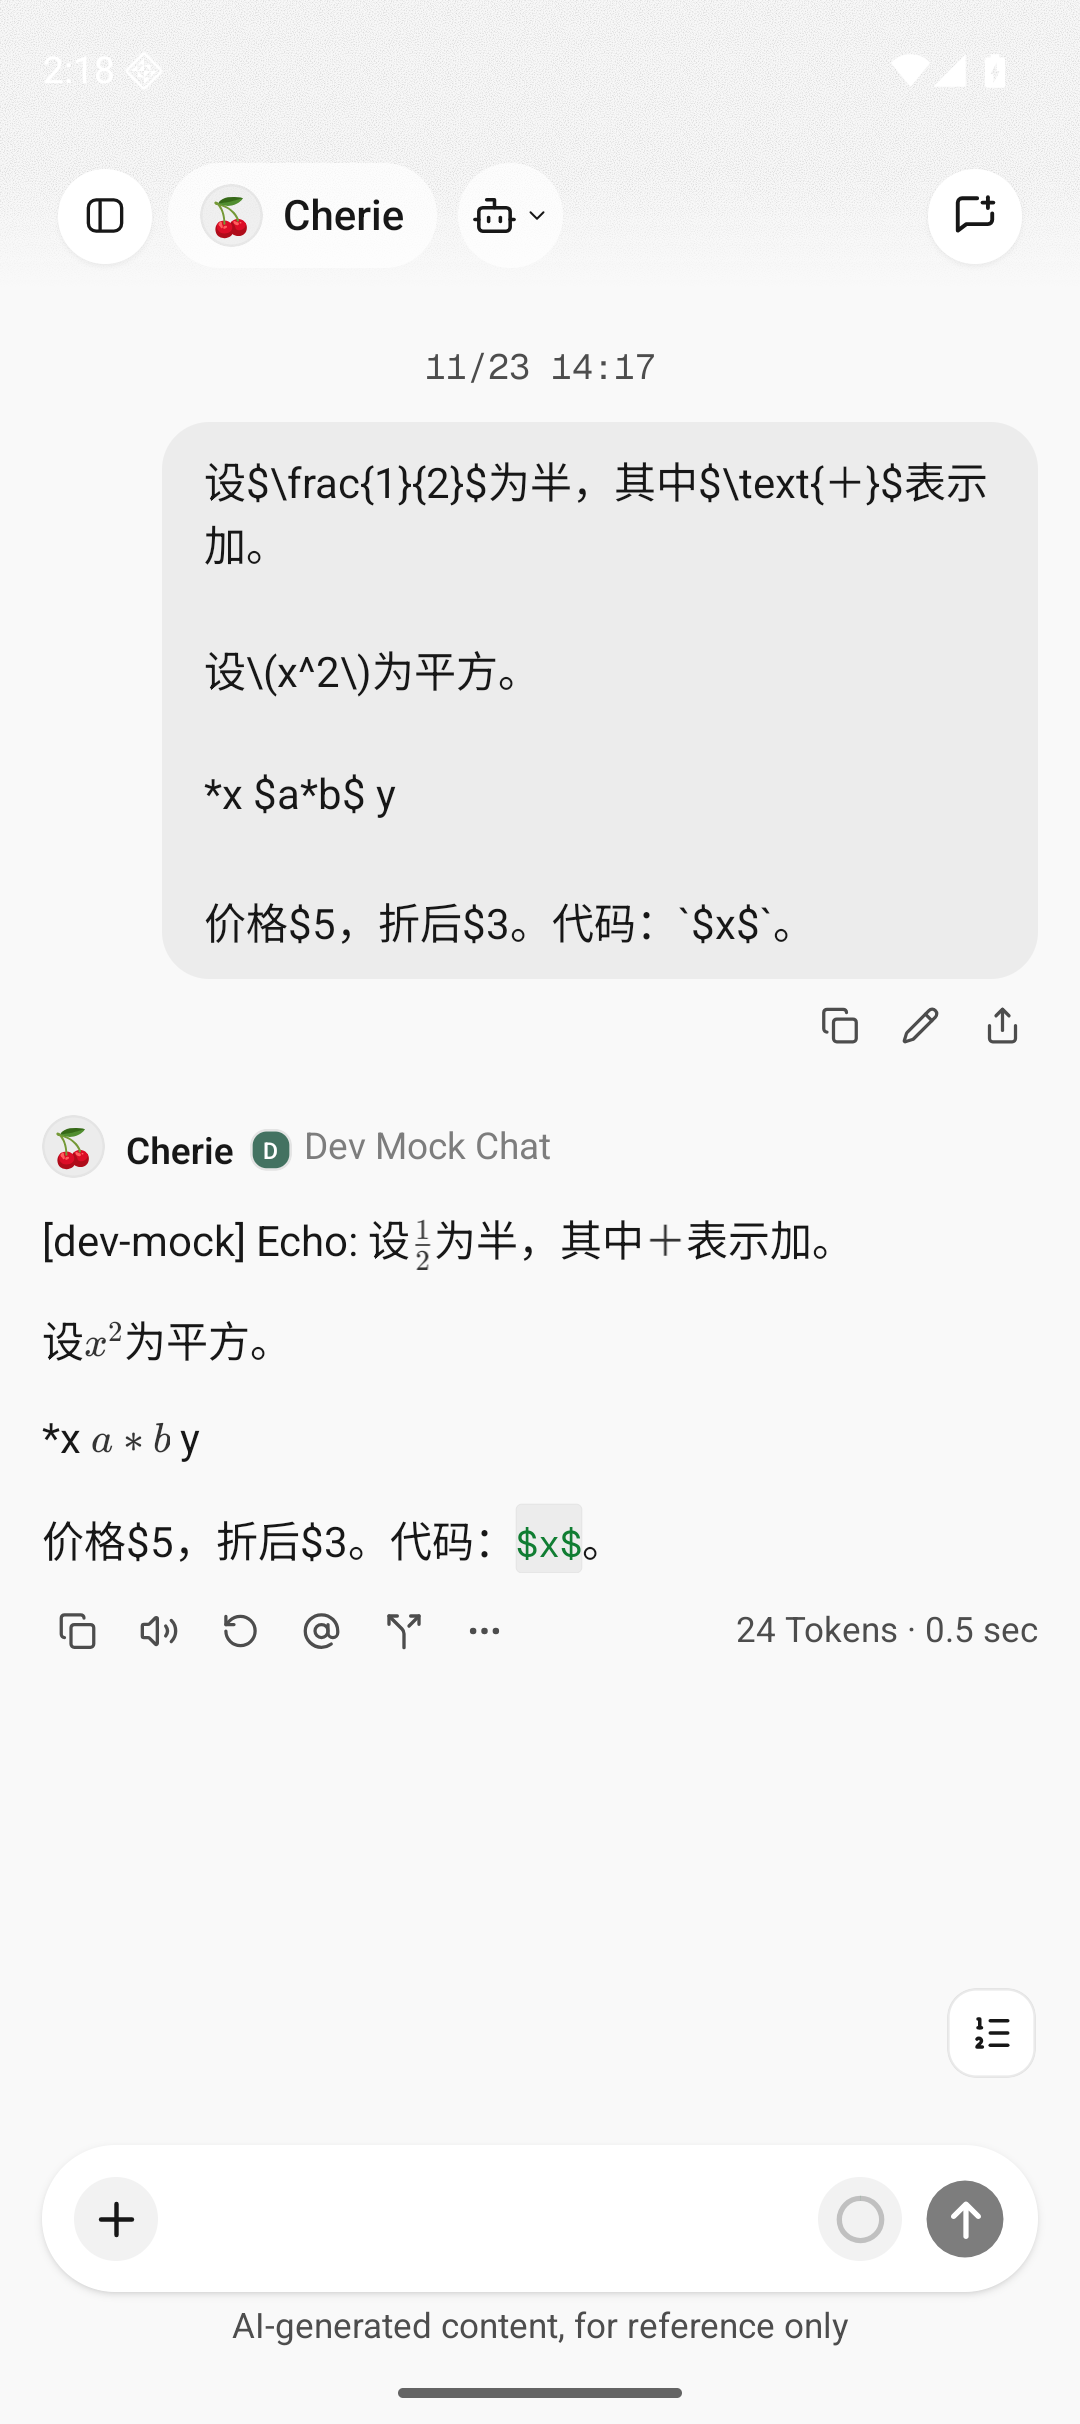 2:18
Cherie
11/23 14:17
设$\frac{1}{2}$为半，其中$\text{＋}$表示
加。
设\(x^2\)为平方。
*x $a*b$ y
价格$5，折后$3。代码：`$x$`。
Cherie D Dev Mock Chat
[dev-mock] Echo: 设½为半，其中＋表示加。
设x²为平方。
*x a ∗ b y
价格$5，折后$3。代码：$x$。
24 Tokens · 0.5 sec
AI-generated content, for reference only